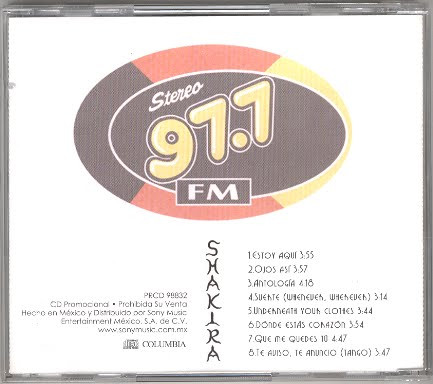 Stereo
97.7
FM
SHAKIRA
1.ESTOY AQUÍ 3:55
2.OJOS ASÍ 3:57
3.ANTOLOGÍA 4:18
4.SUERTE (WHENEVER, WHEREVER) 3:14
5.UNDERNEATH YOUR CLOTHES 3:44
6.DÓNDE ESTÁS CORAZÓN 3:54
7.QUE ME QUEDES TÚ 4:47
8.TE AVISO, TE ANUNCIO (TANGO) 3:47
PRCD 98832
CD Promocional • Prohibida Su Venta
Hecho en México y Distribuido por Sony Music
Entertainment México, S.A. de C.V.
www.sonymusic.com.mx
COLUMBIA